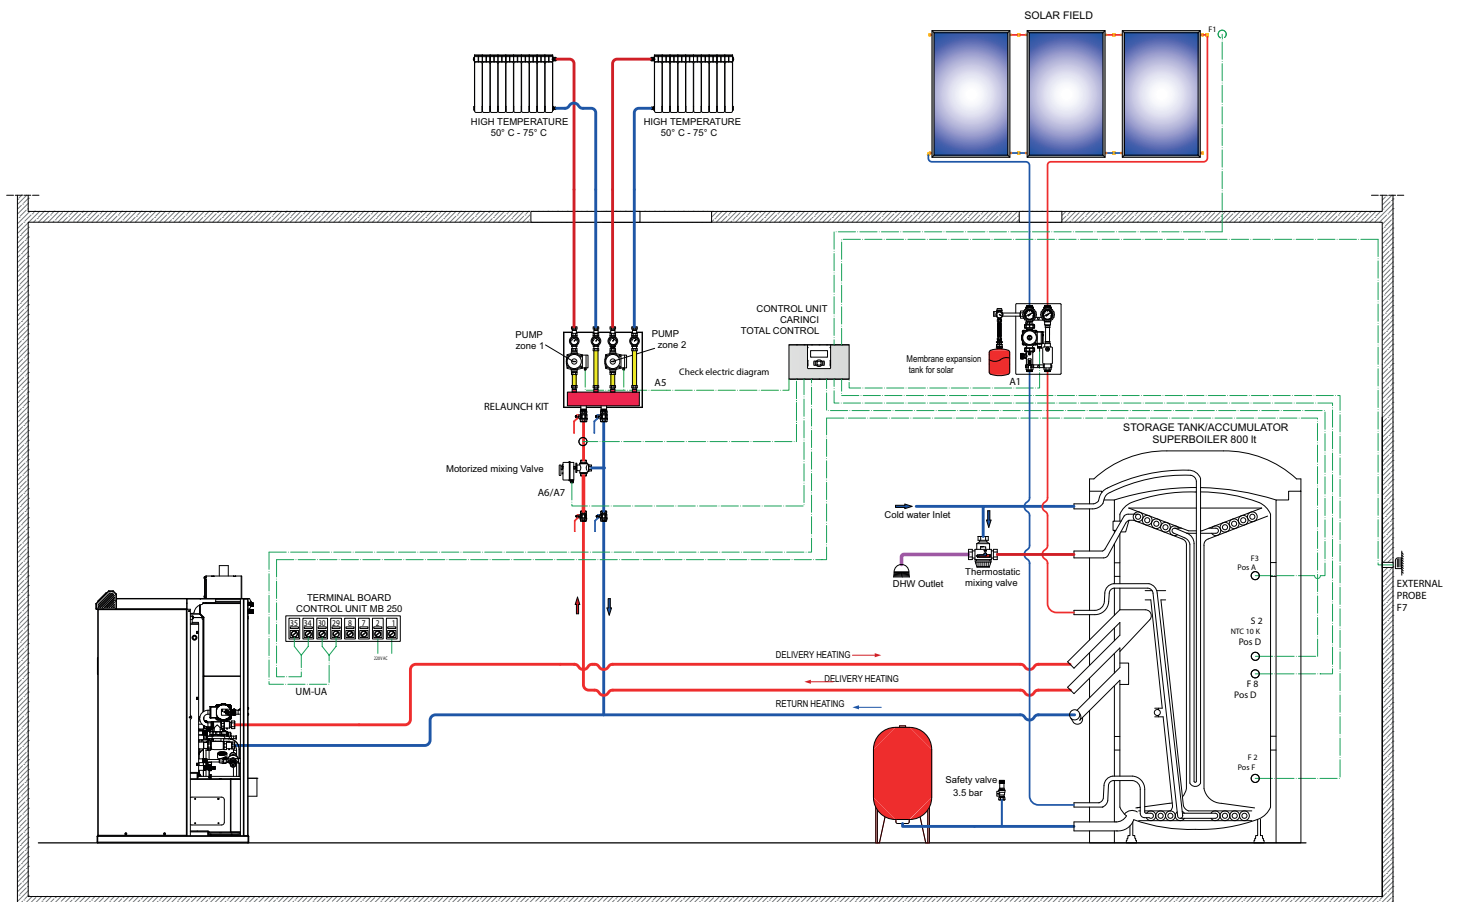 SOLAR FIELD
F1
HIGH TEMPERATURE
50° C - 75° C
HIGH TEMPERATURE
50° C - 75° C
PUMP
zone 1
PUMP
zone 2
CONTROL UNIT
CARINCI
TOTAL CONTROL
Check electric diagram
A5
RELAUNCH KIT
Membrane expansion
tank for solar
A1
STORAGE TANK/ACCUMULATOR
SUPERBOILER 800 lt
Motorized mixing Valve
A6/A7
Cold water Inlet
DHW Outlet
Thermostatic
mixing valve
F3
Pos A
EXTERNAL
PROBE
F7
TERMINAL BOARD
CONTROL UNIT MB 250
35 34 30 29 8 7 2 1
220V AC
UM-UA
S 2
NTC 10 K
Pos D
DELIVERY HEATING
DELIVERY HEATING
F 8
Pos D
RETURN HEATING
F 2
Pos F
Safety valve
3.5 bar